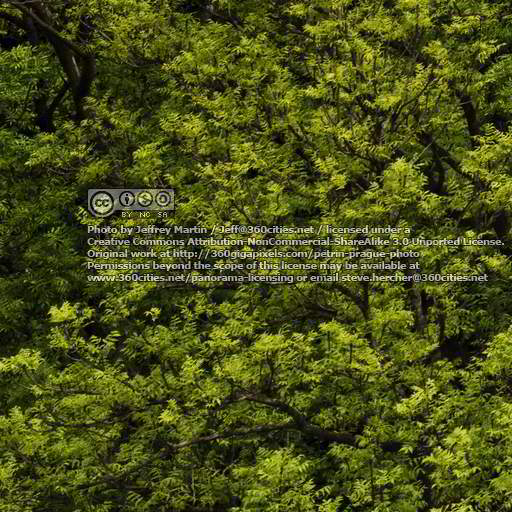 cc
BY NC SA
Photo by Jeffrey Martin / Jeff@360cities.net / licensed under a
Creative Commons Attribution-NonCommercial-ShareAlike 3.0 Unported License.
Original work at http://360gigapixels.com/petrin-prague-photo
Permissions beyond the scope of this license may be available at
www.360cities.net/panorama-licensing or email steve.hercher@360cities.net